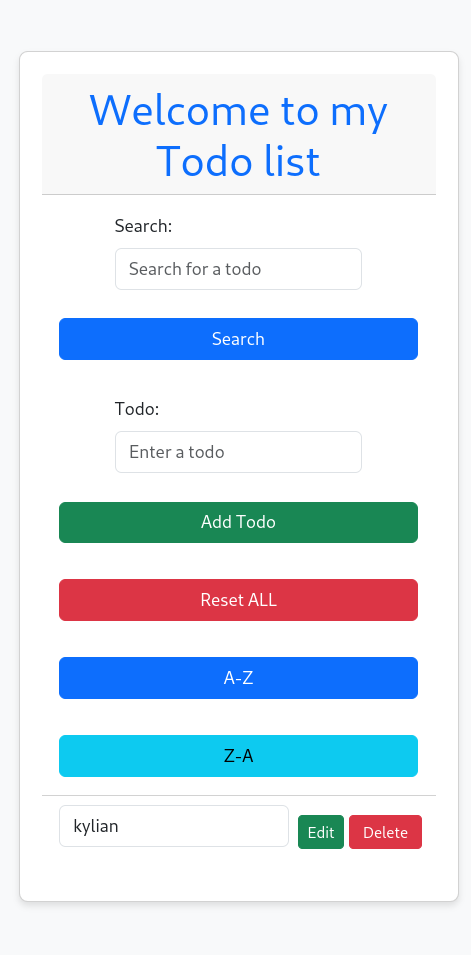 Welcome to my
Todo list
Search:
Search for a todo
Search
Todo:
Enter a todo
Add Todo
Reset ALL
A-Z
Z-A
kylian Edit Delete